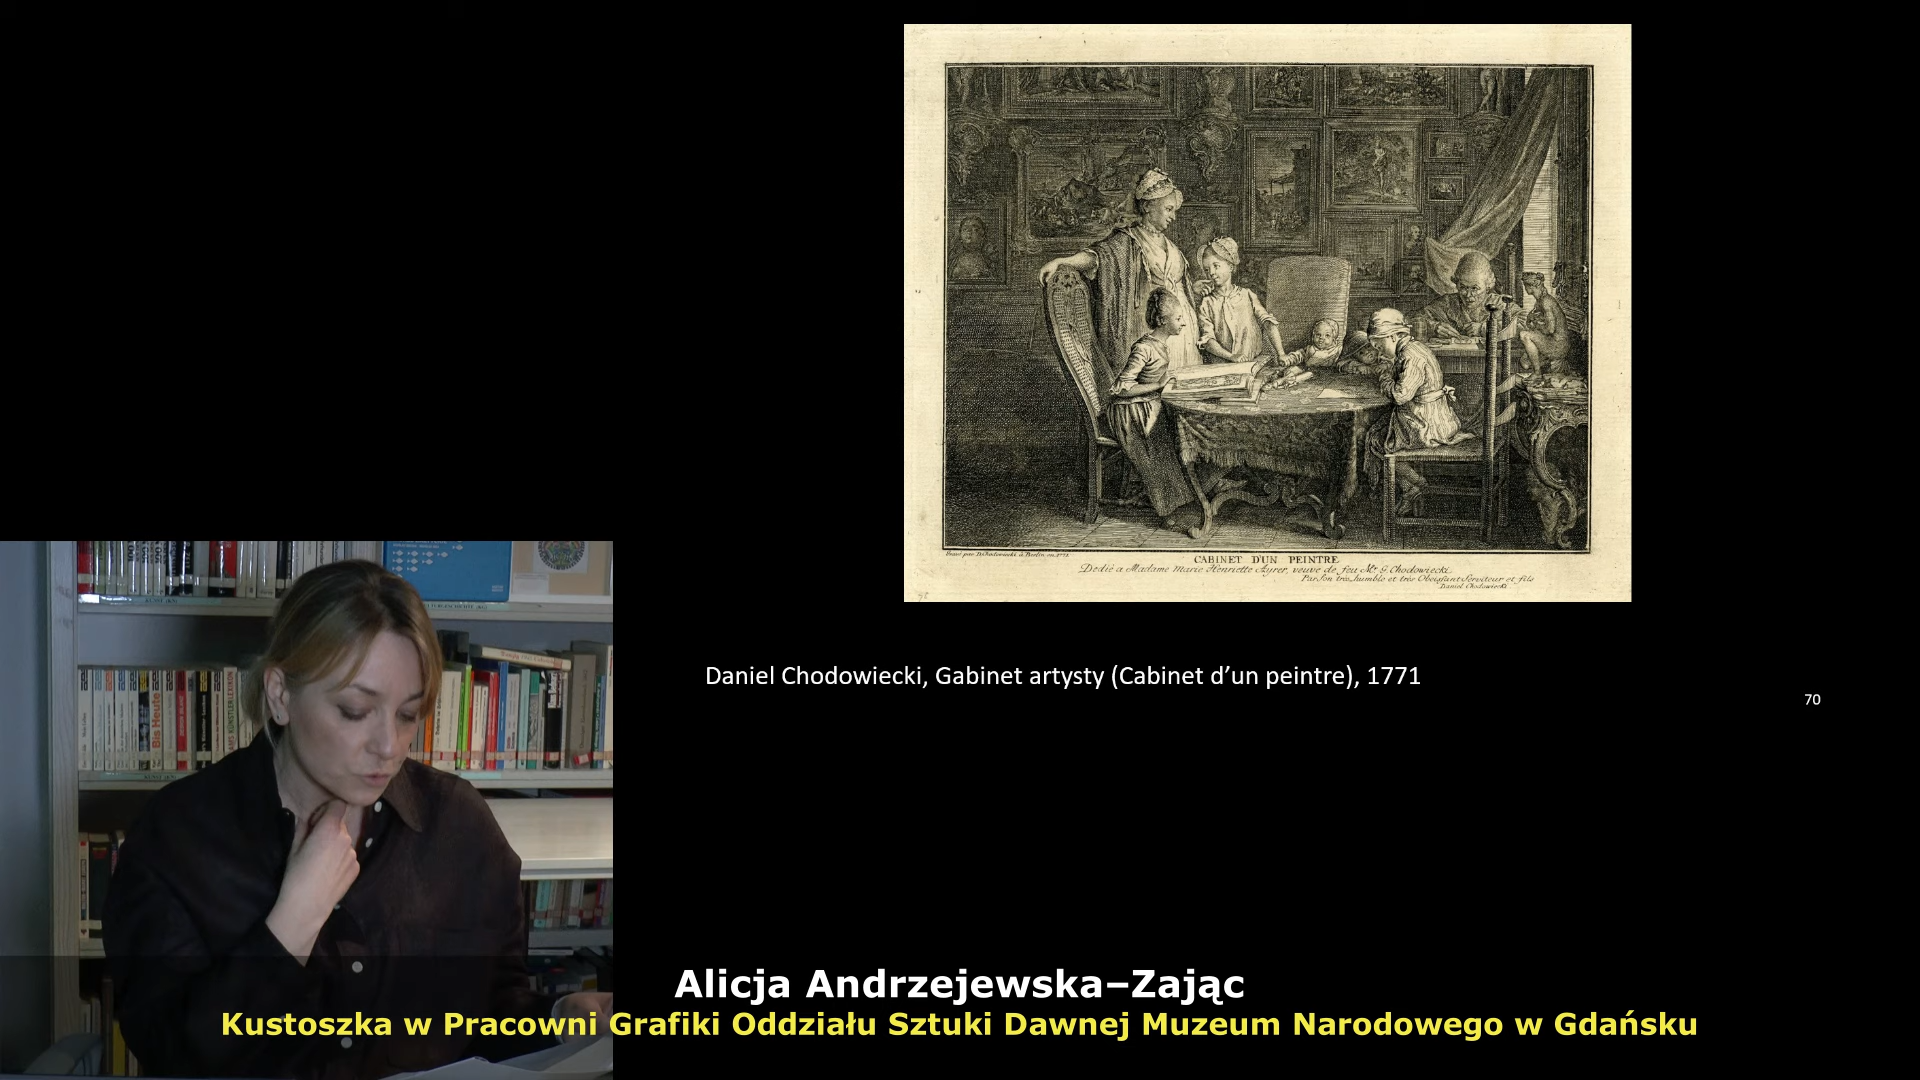 CABINET D'UN PEINTRE
Dedié a Madame Marie Henriette Ayrer, veuve de feu Mr. G. Chodowiecki
Par son très humble et très Obeissant Serviteur et fils
Daniel Chodowiecki
Daniel Chodowiecki, Gabinet artysty (Cabinet d’un peintre), 1771
70
Bis Heute
Alicja Andrzejewska–Zając
Kustoszka w Pracowni Grafiki Oddziału Sztuki Dawnej Muzeum Narodowego w Gdańsku